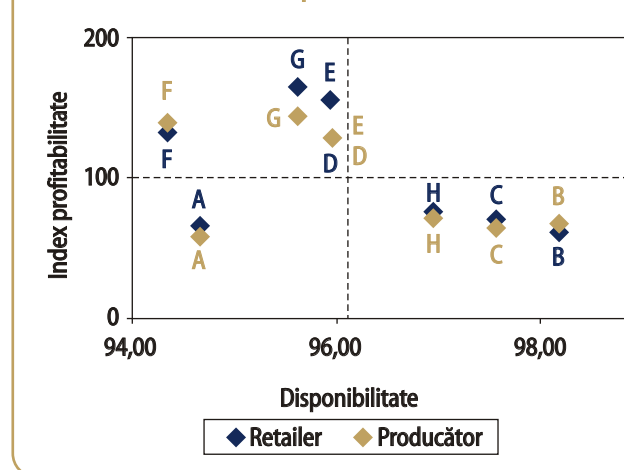 200
G
E
F
G
E
F
D
D
100
A
H
C
B
A
H
C
B
0
94,00 96,00 98,00
Index profitabilitate
Disponibilitate
Retailer Producător